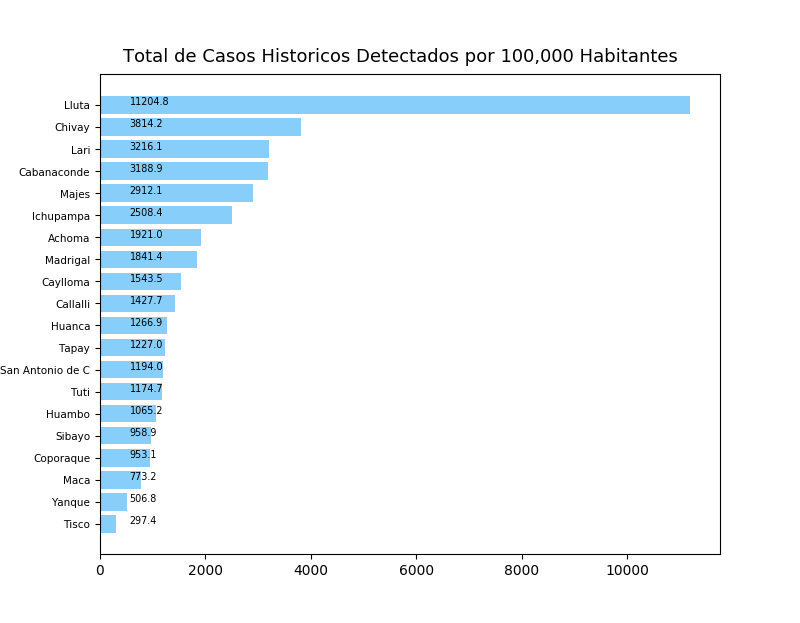 Total de Casos Historicos Detectados por 100,000 Habitantes
Lluta 11204.8
Chivay 3814.2
Lari 3216.1
Cabanaconde 3188.9
Majes 2912.1
Ichupampa 2508.4
Achoma 1921.0
Madrigal 1841.4
Caylloma 1543.5
Callalli 1427.7
Huanca 1266.9
Tapay 1227.0
San Antonio de C 1194.0
Tuti 1174.7
Huambo 1065.2
Sibayo 958.9
Coporaque 953.1
Maca 773.2
Yanque 506.8
Tisco 297.4
0 2000 4000 6000 8000 10000